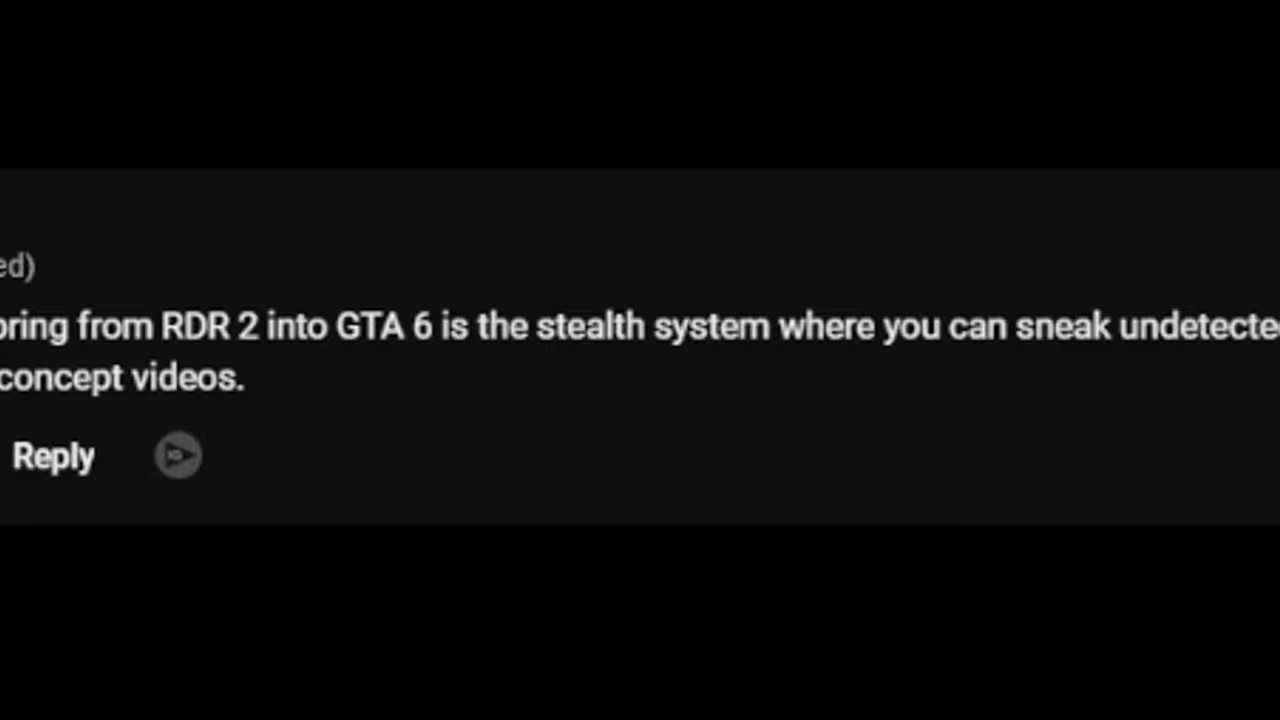 ed)
bring from RDR 2 into GTA 6 is the stealth system where you can sneak undetecte
concept videos.
Reply